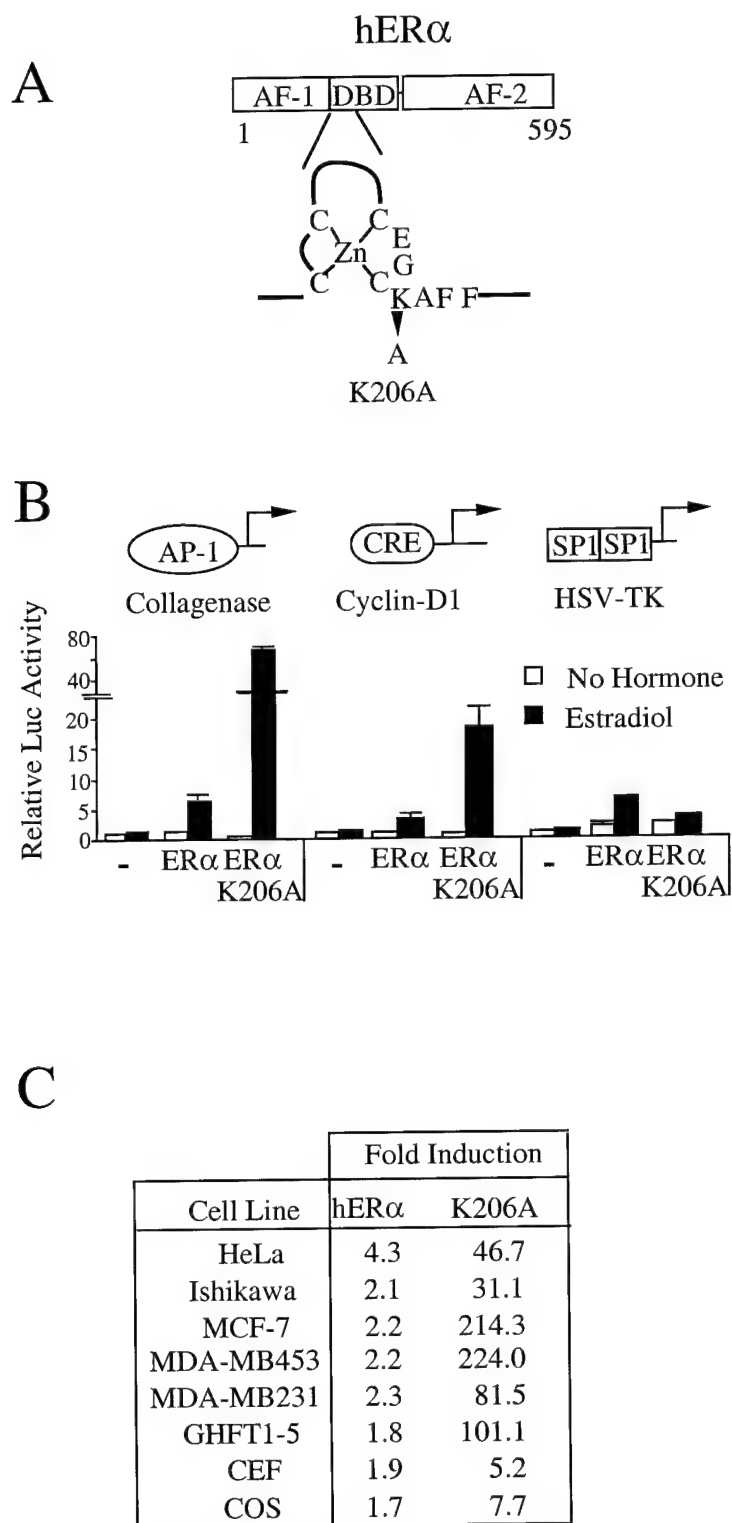 hERα
A
AF-1 DBD AF-2
1 595
C C E
Zn G
C C K A F F
A
K206A
B
AP-1 CRE SP1 SP1
Collagenase Cyclin-D1 HSV-TK
Relative Luc Activity
80
40
20
15
10
5
0
No Hormone
Estradiol
- ERα ERα K206A - ERα ERα K206A - ERα ERα K206A
C
Fold Induction
Cell Line hERα K206A
HeLa 4.3 46.7
Ishikawa 2.1 31.1
MCF-7 2.2 214.3
MDA-MB453 2.2 224.0
MDA-MB231 2.3 81.5
GHFT1-5 1.8 101.1
CEF 1.9 5.2
COS 1.7 7.7